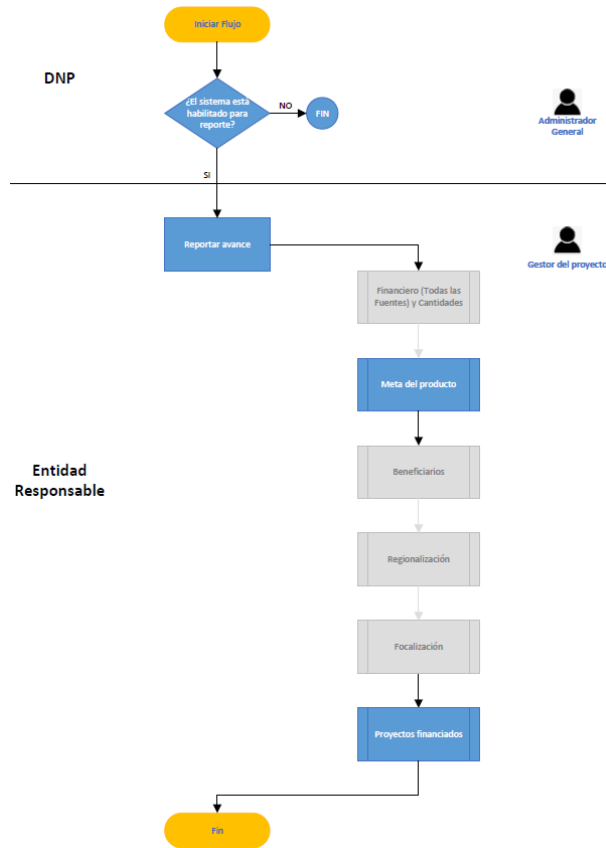 Iniciar Flujo
DNP
¿El sistema está
habilitado para
reporte?
NO
FIN
Administrador
General
SI
Reportar avance
Gestor del proyecto
Financiero (Todas las
Fuentes) y Cantidades
Meta del producto
Beneficiarios
Entidad
Responsable
Regionalización
Focalización
Proyectos financiados
Fin